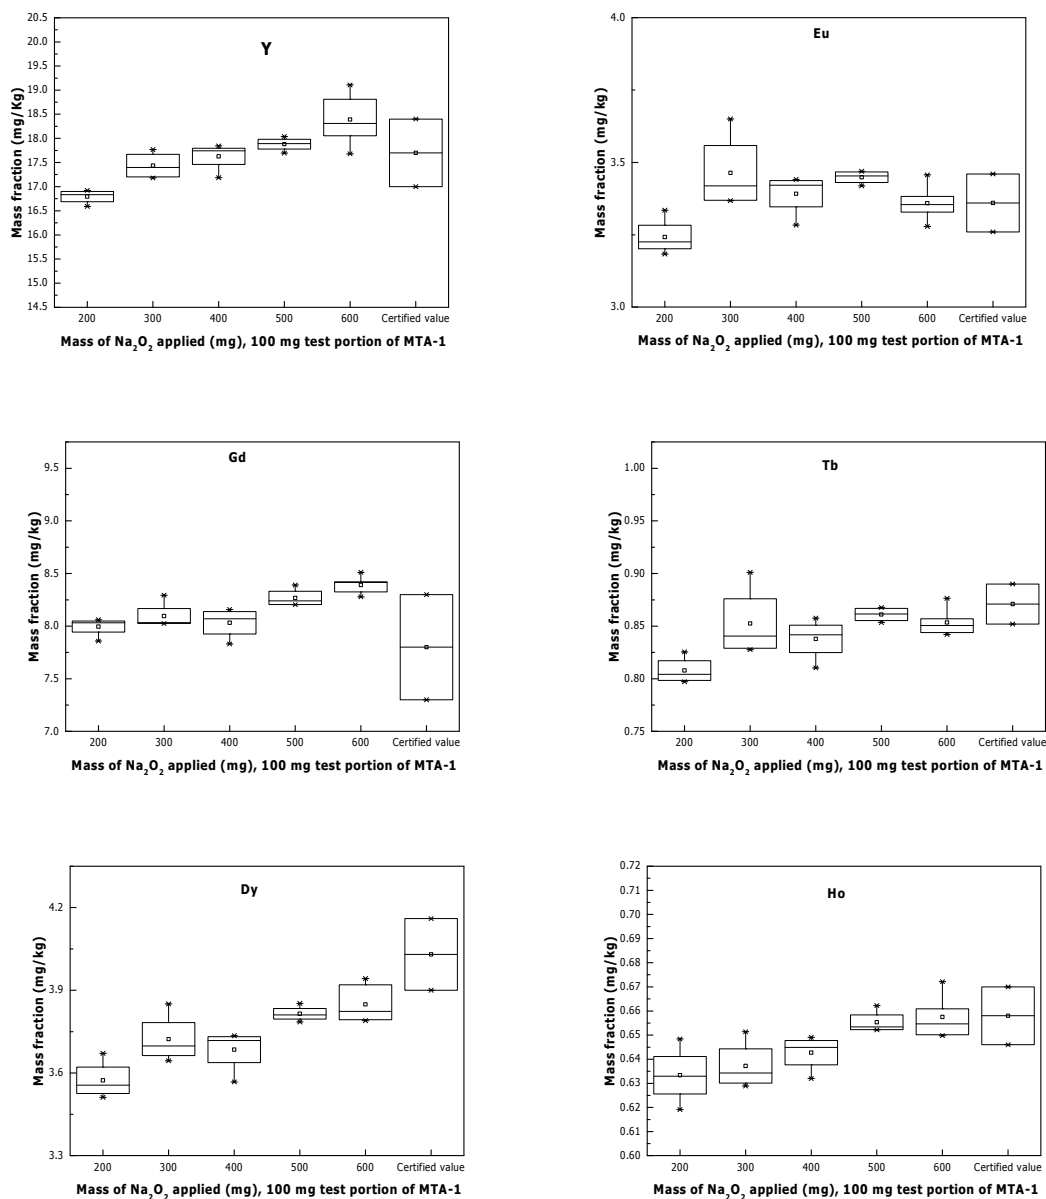 Y
Mass fraction (mg/Kg)
20.5
20.0
19.5
19.0
18.5
18.0
17.5
17.0
16.5
16.0
15.5
15.0
14.5
200 300 400 500 600 Certified value
Mass of Na₂O₂ applied (mg), 100 mg test portion of MTA-1
Eu
Mass fraction (mg/kg)
4.0
3.5
3.0
200 300 400 500 600 Certified value
Mass of Na₂O₂ applied (mg), 100 mg test portion of MTA-1
Gd
Mass fraction (mg/kg)
9.5
9.0
8.5
8.0
7.5
7.0
200 300 400 500 600 Certified value
Mass of Na₂O₂ applied (mg), 100 mg test portion of MTA-1
Tb
Mass fraction (mg/kg)
1.00
0.95
0.90
0.85
0.80
0.75
200 300 400 500 600 Certified value
Mass of Na₂O₂ applied (mg), 100 mg test portion of MTA-1
Dy
Mass fraction (mg/kg)
4.2
3.9
3.6
3.3
200 300 400 500 600 Certified value
Mass of Na₂O₂ applied (mg), 100 mg test portion of MTA-1
Ho
Mass fraction (mg/kg)
0.72
0.71
0.70
0.69
0.68
0.67
0.66
0.65
0.64
0.63
0.62
0.61
0.60
200 300 400 500 600 Certified value
Mass of Na₂O₂ applied (mg), 100 mg test portion of MTA-1